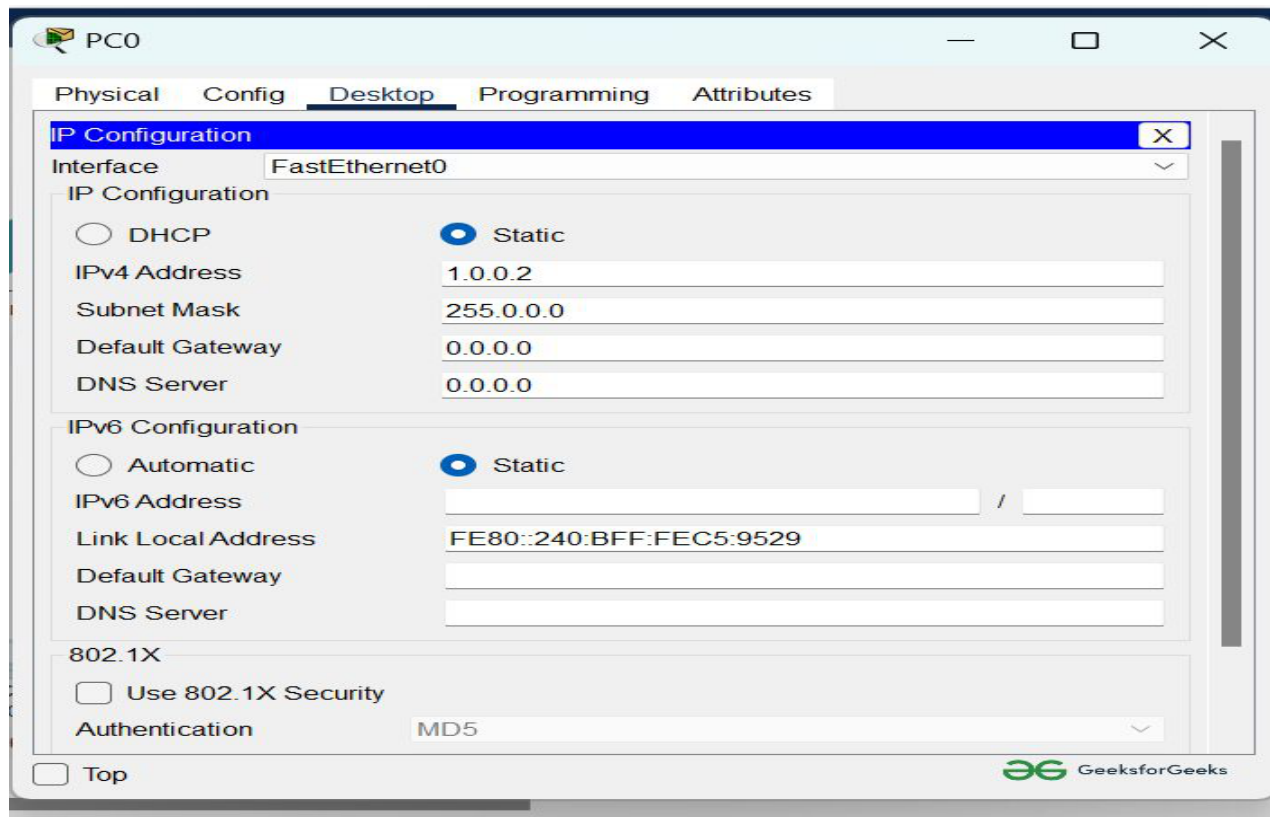 PC0
Physical Config Desktop Programming Attributes
IP Configuration X
Interface FastEthernet0
IP Configuration
DHCP Static
IPv4 Address 1.0.0.2
Subnet Mask 255.0.0.0
Default Gateway 0.0.0.0
DNS Server 0.0.0.0
IPv6 Configuration
Automatic Static
IPv6 Address /
Link Local Address FE80::240:BFF:FEC5:9529
Default Gateway
DNS Server
802.1X
Use 802.1X Security
Authentication MD5
Top GeeksforGeeks